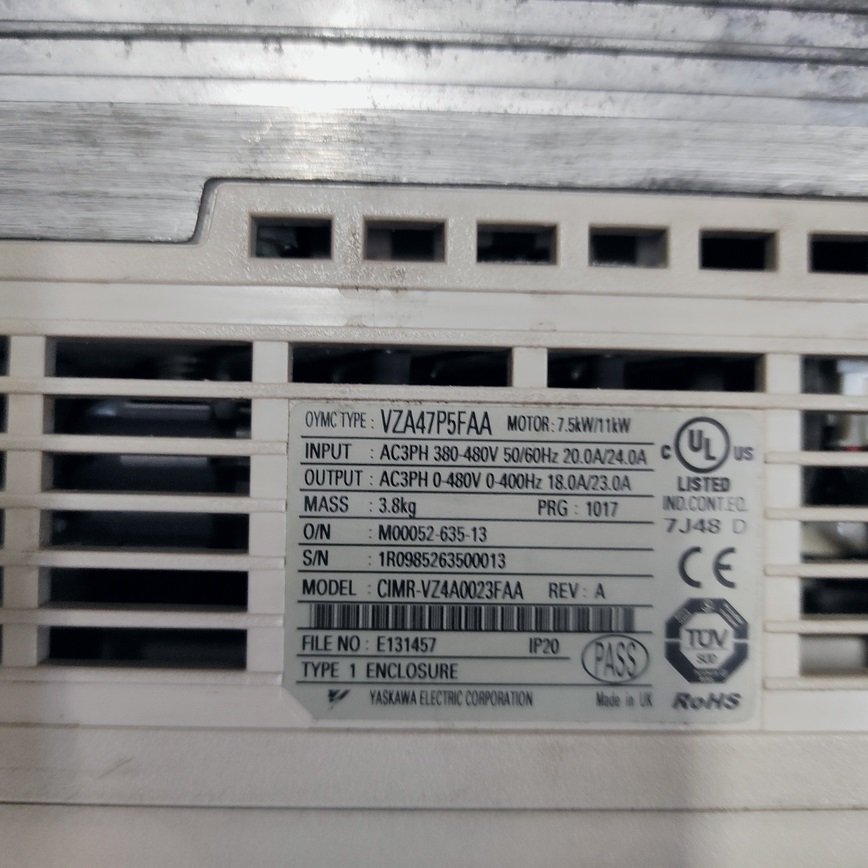 OYMC TYPE : VZA47P5FAA MOTOR : 7.5kW/11kW
INPUT : AC3PH 380-480V 50/60Hz 20.0A/24.0A
OUTPUT : AC3PH 0-480V 0-400Hz 18.0A/23.0A
MASS : 3.8kg PRG : 1017
O/N : M00052-635-13
S/N : 1R0985263500013
MODEL : CIMR-VZ4A0023FAA REV : A
FILE NO : E131457 IP20
TYPE 1 ENCLOSURE
PASS
YASKAWA ELECTRIC CORPORATION Made in UK
C UL US
LISTED
IND.CONT.EQ.
7J48 D
CE
TÜV
SÜD
RoHS